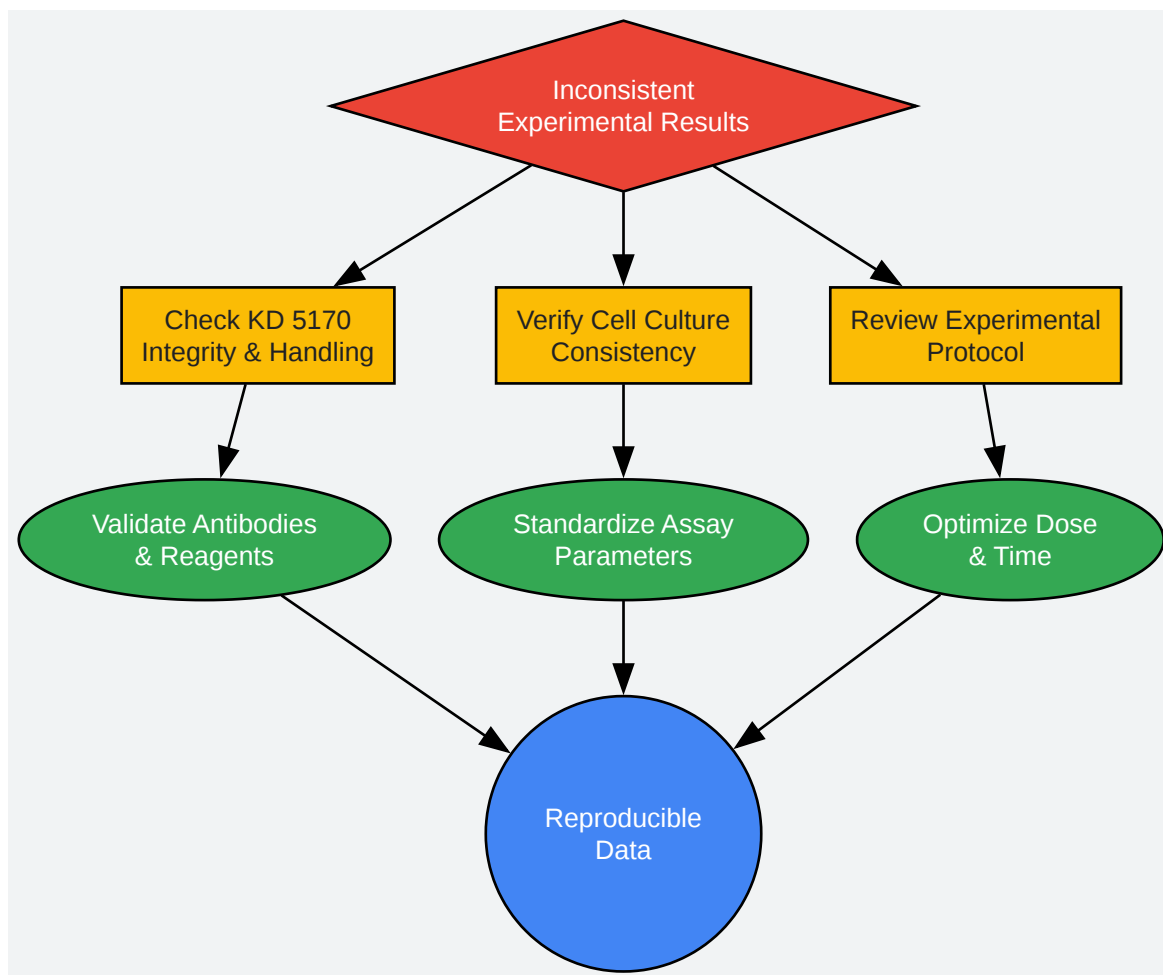 Inconsistent
Experimental Results
Check KD 5170
Integrity & Handling
Verify Cell Culture
Consistency
Review Experimental
Protocol
Validate Antibodies
& Reagents
Standardize Assay
Parameters
Optimize Dose
& Time
Reproducible
Data